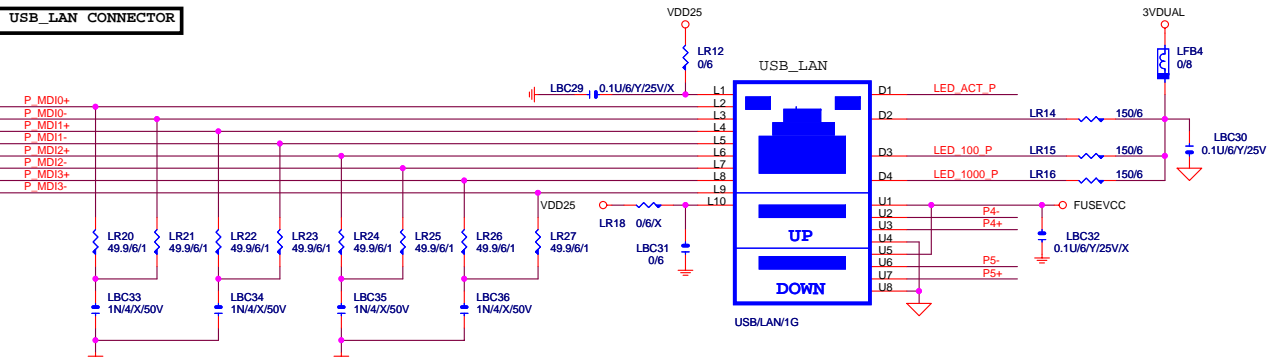 USB_LAN CONNECTOR
VDD25
3VDUAL
LR12
0/6
LFB4
0/8
USB_LAN
LBC29
0.1U/6/Y/25V/X
L1
L2
L3
L4
L5
L6
L7
L8
L9
L10
P_MDI0+
P_MDI0-
P_MDI1+
P_MDI1-
P_MDI2+
P_MDI2-
P_MDI3+
P_MDI3-
D1
LED_ACT_P
D2
LR14
150/6
D3
LED_100_P
LR15
150/6
D4
LED_1000_P
LR16
150/6
LBC30
0.1U/6/Y/25V
VDD25
LR18
0/6/X
LBC31
0/6
U1
U2
U3
U4
U5
U6
U7
U8
FUSEVCC
P4-
P4+
P5-
P5+
LBC32
0.1U/6/Y/25V/X
UP
DOWN
USB/LAN/1G
LR20
49.9/6/1
LR21
49.9/6/1
LR22
49.9/6/1
LR23
49.9/6/1
LR24
49.9/6/1
LR25
49.9/6/1
LR26
49.9/6/1
LR27
49.9/6/1
LBC33
1N/4/X/50V
LBC34
1N/4/X/50V
LBC35
1N/4/X/50V
LBC36
1N/4/X/50V